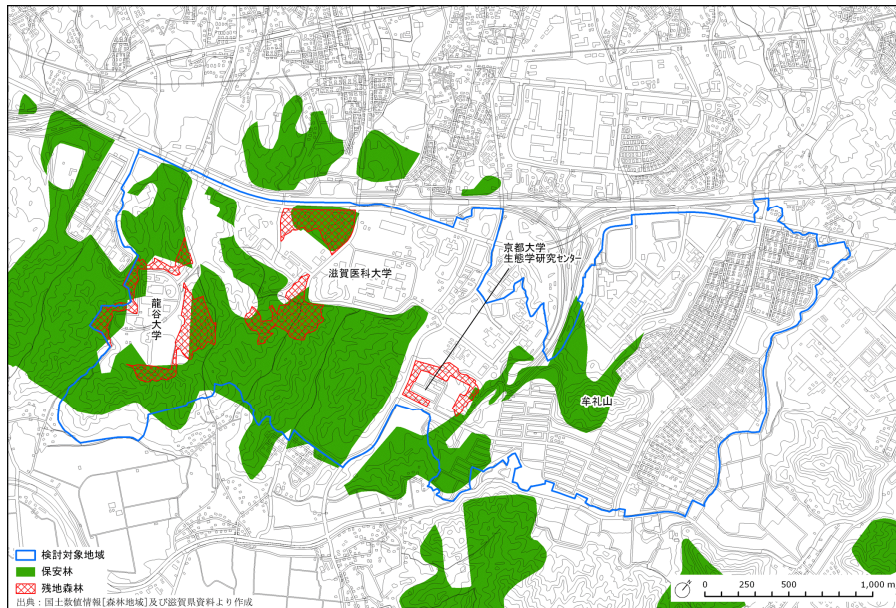 京都大学
生態学研究センター
滋賀医科大学
龍谷大学
牟礼山
検討対象地域
保安林
残地森林
出典：国土数値情報[森林地域]及び滋賀県資料より作成
0 250 500 1,000 m